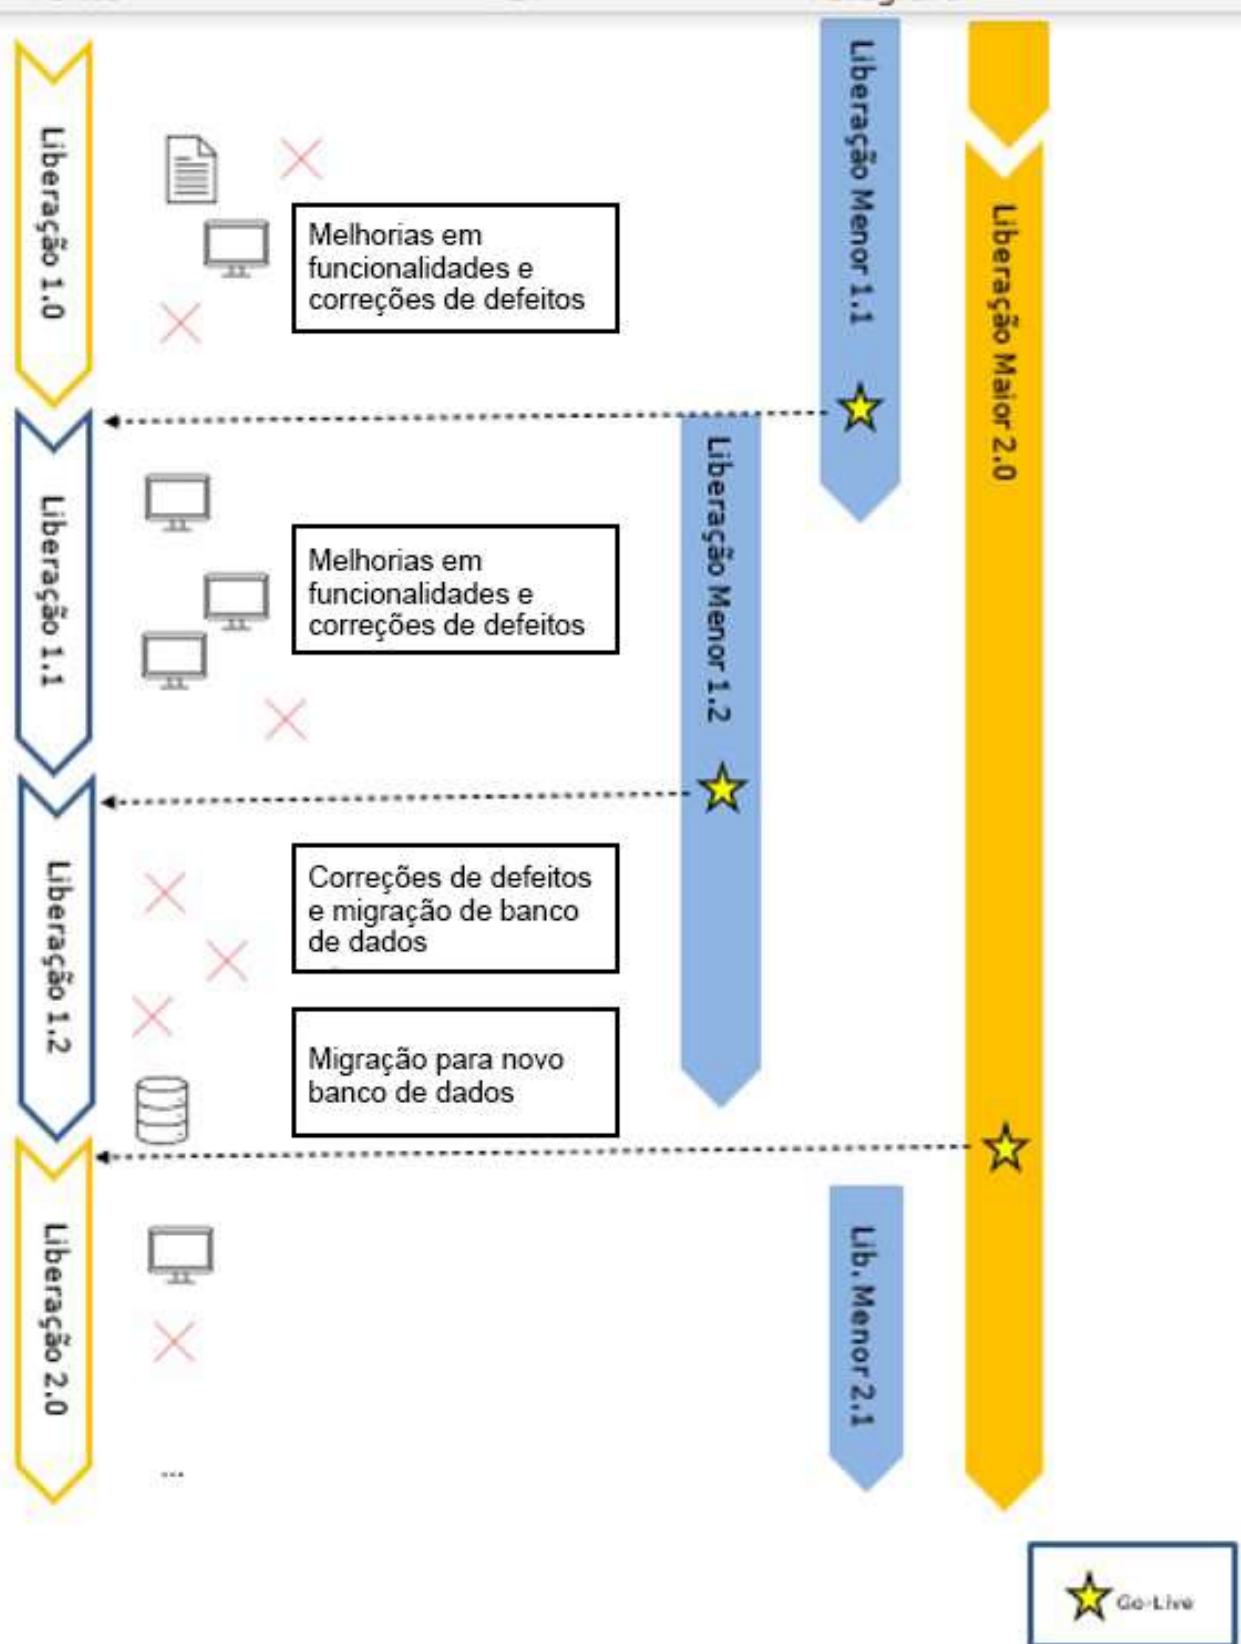 Liberação 1.0
Melhorias em
funcionalidades e
correções de defeitos
Liberação Menor 1.1
Liberação Maior 2.0
Liberação 1.1
Melhorias em
funcionalidades e
correções de defeitos
Liberação Menor 1.2
Liberação 1.2
Correções de defeitos
e migração de banco
de dados
Migração para novo
banco de dados
Liberação 2.0
...
Lib. Menor 2.1
Go-Live